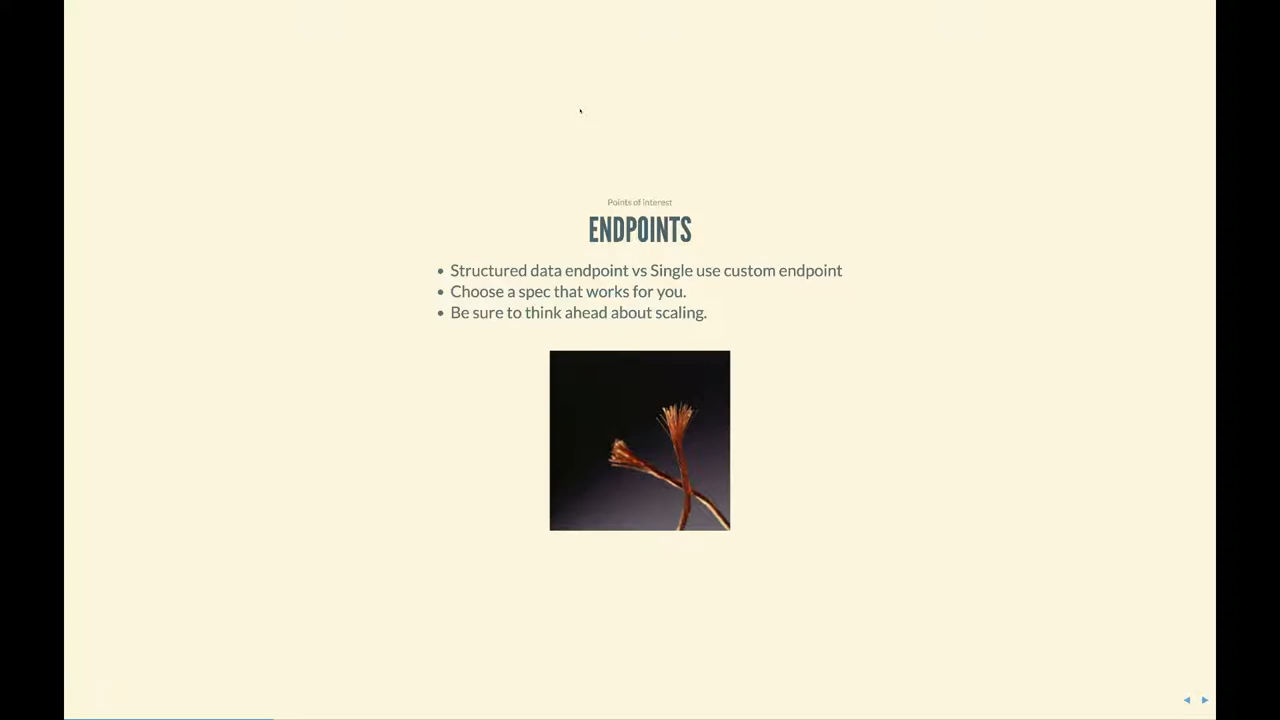 Points of interest
ENDPOINTS
Structured data endpoint vs Single use custom endpoint
Choose a spec that works for you.
Be sure to think ahead about scaling.